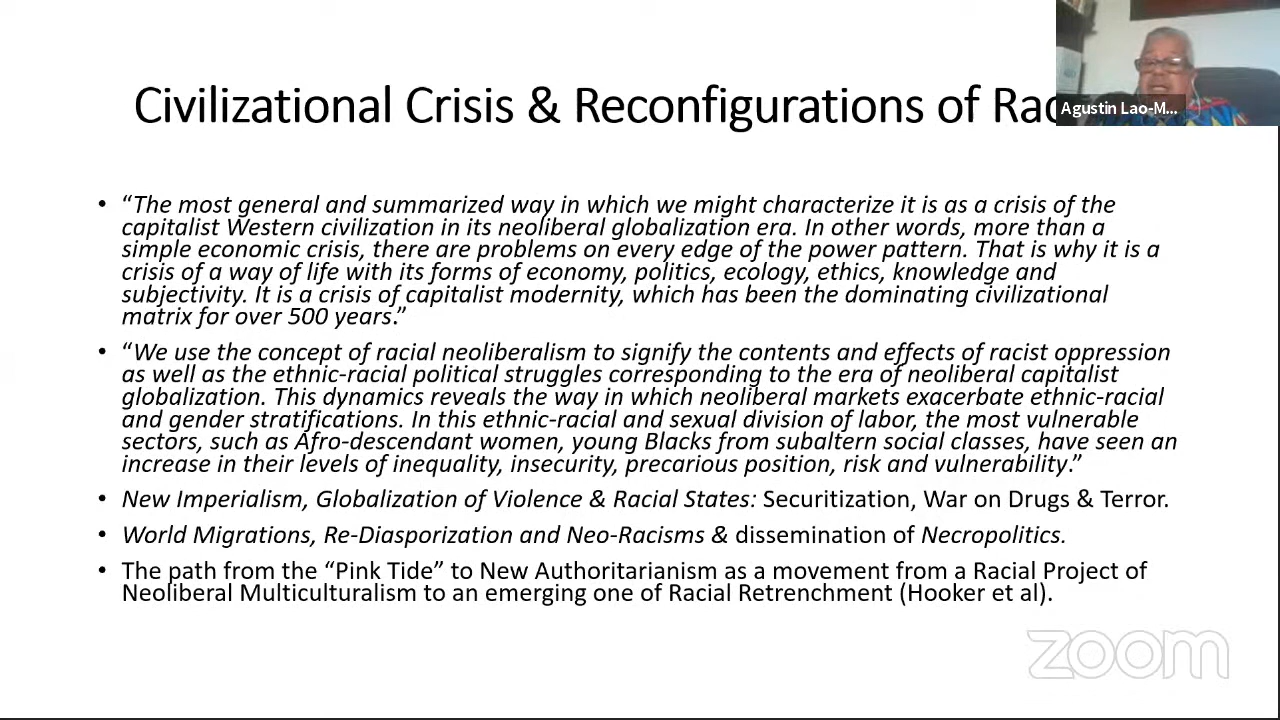 Civilizational Crisis & Reconfigurations of Rac
Agustin Lao-M...
• “The most general and summarized way in which we might characterize it is as a crisis of the
capitalist Western civilization in its neoliberal globalization era. In other words, more than a
simple economic crisis, there are problems on every edge of the power pattern. That is why it is a
crisis of a way of life with its forms of economy, politics, ecology, ethics, knowledge and
subjectivity. It is a crisis of capitalist modernity, which has been the dominating civilizational
matrix for over 500 years.”
• “We use the concept of racial neoliberalism to signify the contents and effects of racist oppression
as well as the ethnic-racial political struggles corresponding to the era of neoliberal capitalist
globalization. This dynamics reveals the way in which neoliberal markets exacerbate ethnic-racial
and gender stratifications. In this ethnic-racial and sexual division of labor, the most vulnerable
sectors, such as Afro-descendant women, young Blacks from subaltern social classes, have seen an
increase in their levels of inequality, insecurity, precarious position, risk and vulnerability.”
• New Imperialism, Globalization of Violence & Racial States: Securitization, War on Drugs & Terror.
• World Migrations, Re-Diasporization and Neo-Racisms & dissemination of Necropolitics.
• The path from the “Pink Tide” to New Authoritarianism as a movement from a Racial Project of
Neoliberal Multiculturalism to an emerging one of Racial Retrenchment (Hooker et al).
zoom